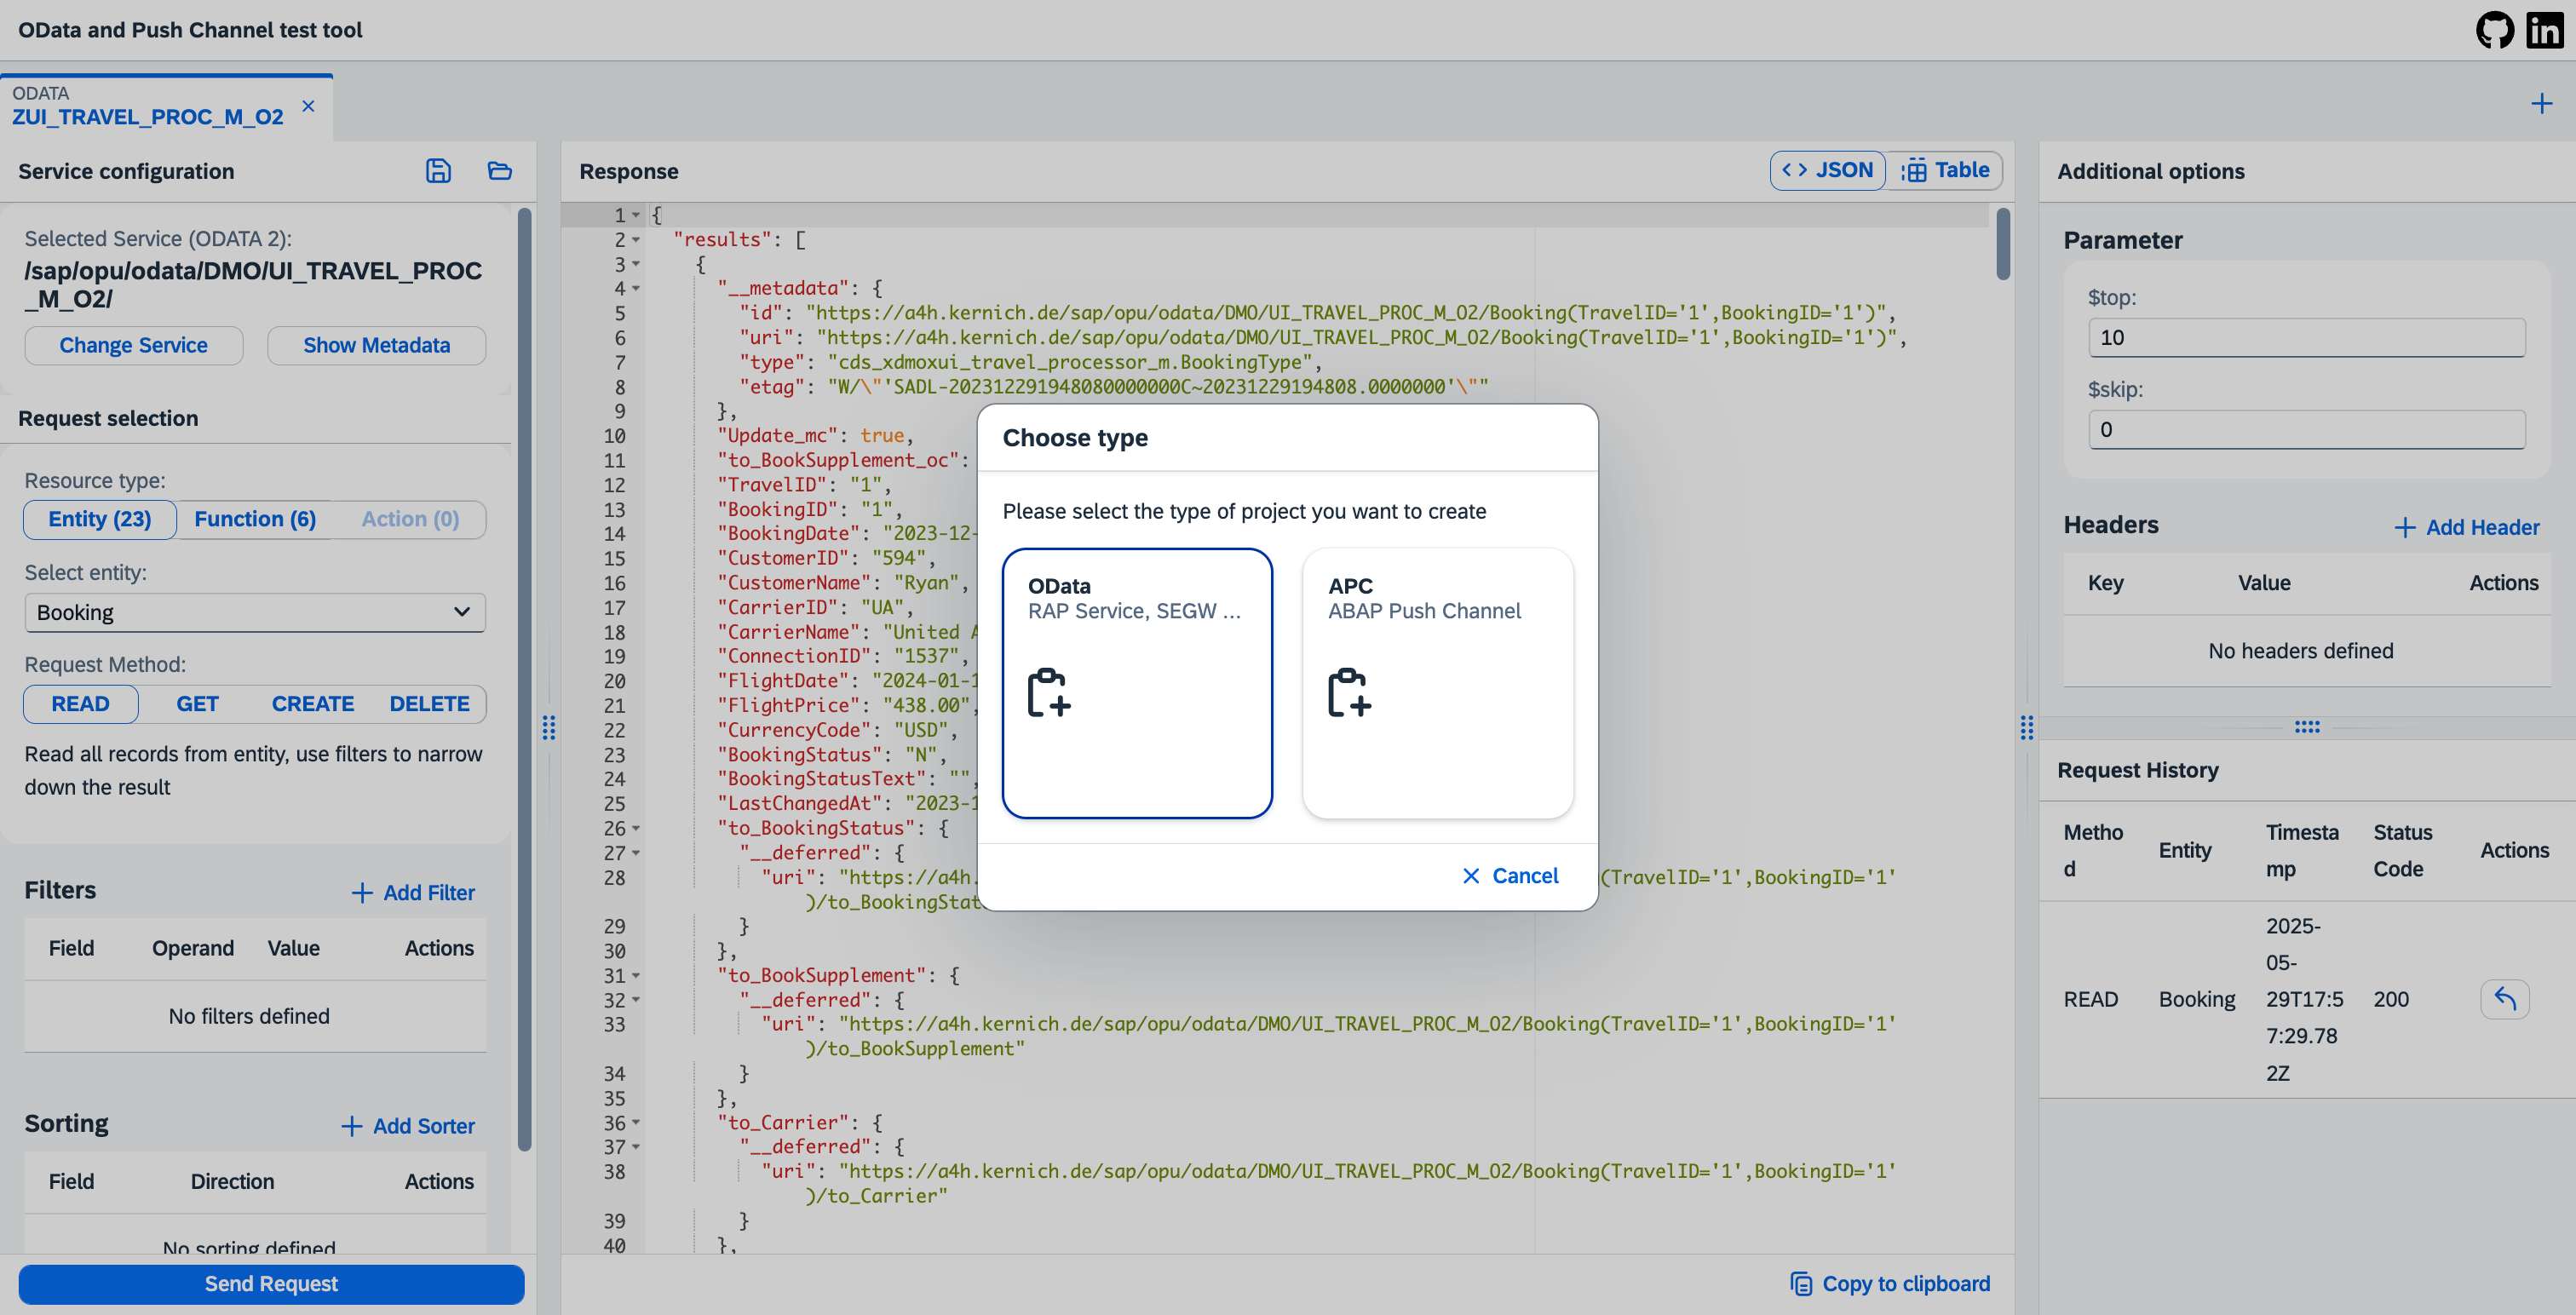 OData and Push Channel test tool
ODATA
ZUI_TRAVEL_PROC_M_O2
Service configuration
Selected Service (ODATA 2):
/sap/opu/odata/DMO/UI_TRAVEL_PROC
_M_O2/
Change Service
Show Metadata
Request selection
Resource type:
Entity (23)
Function (6)
Action (0)
Select entity:
Booking
Request Method:
READ
GET
CREATE
DELETE
Read all records from entity, use filters to narrow
down the result
Filters
Add Filter
Field Operand Value Actions
No filters defined
Sorting
Add Sorter
Field Direction Actions
No sorting defined
Send Request
Response
JSON
Table
1 {
2 "results": [
3 {
4 "__metadata": {
5 "id": "https://a4h.kernich.de/sap/opu/odata/DMO/UI_TRAVEL_PROC_M_O2/Booking(TravelID='1',BookingID='1')",
6 "uri": "https://a4h.kernich.de/sap/opu/odata/DMO/UI_TRAVEL_PROC_M_O2/Booking(TravelID='1',BookingID='1')",
7 "type": "cds_xdmoxui_travel_processor_m.BookingType",
8 "etag": "W/\"'SADL-202312291948080000000C~20231229194808.0000000'\""
9 },
10 "Update_mc": true,
11 "to_BookSupplement_oc":
12 "TravelID": "1",
13 "BookingID": "1",
14 "BookingDate": "2023-12-
15 "CustomerID": "594",
16 "CustomerName": "Ryan",
17 "CarrierID": "UA",
18 "CarrierName": "United A
19 "ConnectionID": "1537",
20 "FlightDate": "2024-01-1
21 "FlightPrice": "438.00",
22 "CurrencyCode": "USD",
23 "BookingStatus": "N",
24 "BookingStatusText": "",
25 "LastChangedAt": "2023-1
26 "to_BookingStatus": {
27 "__deferred": {
28 "uri": "https://a4h. (TravelID='1',BookingID='1'
)/to_BookingStat
29 }
30 },
31 "to_BookSupplement": {
32 "__deferred": {
33 "uri": "https://a4h.kernich.de/sap/opu/odata/DMO/UI_TRAVEL_PROC_M_O2/Booking(TravelID='1',BookingID='1'
)/to_BookSupplement"
34 }
35 },
36 "to_Carrier": {
37 "__deferred": {
38 "uri": "https://a4h.kernich.de/sap/opu/odata/DMO/UI_TRAVEL_PROC_M_O2/Booking(TravelID='1',BookingID='1'
)/to_Carrier"
39 }
40 },
Copy to clipboard
Choose type
Please select the type of project you want to create
OData
RAP Service, SEGW ...
APC
ABAP Push Channel
Cancel
Additional options
Parameter
$top:
10
$skip:
0
Headers
Add Header
Key Value Actions
No headers defined
Request History
Metho
d
Entity
Timesta
mp
Status
Code
Actions
READ
Booking
2025-
05-
29T17:5
7:29.78
2Z
200